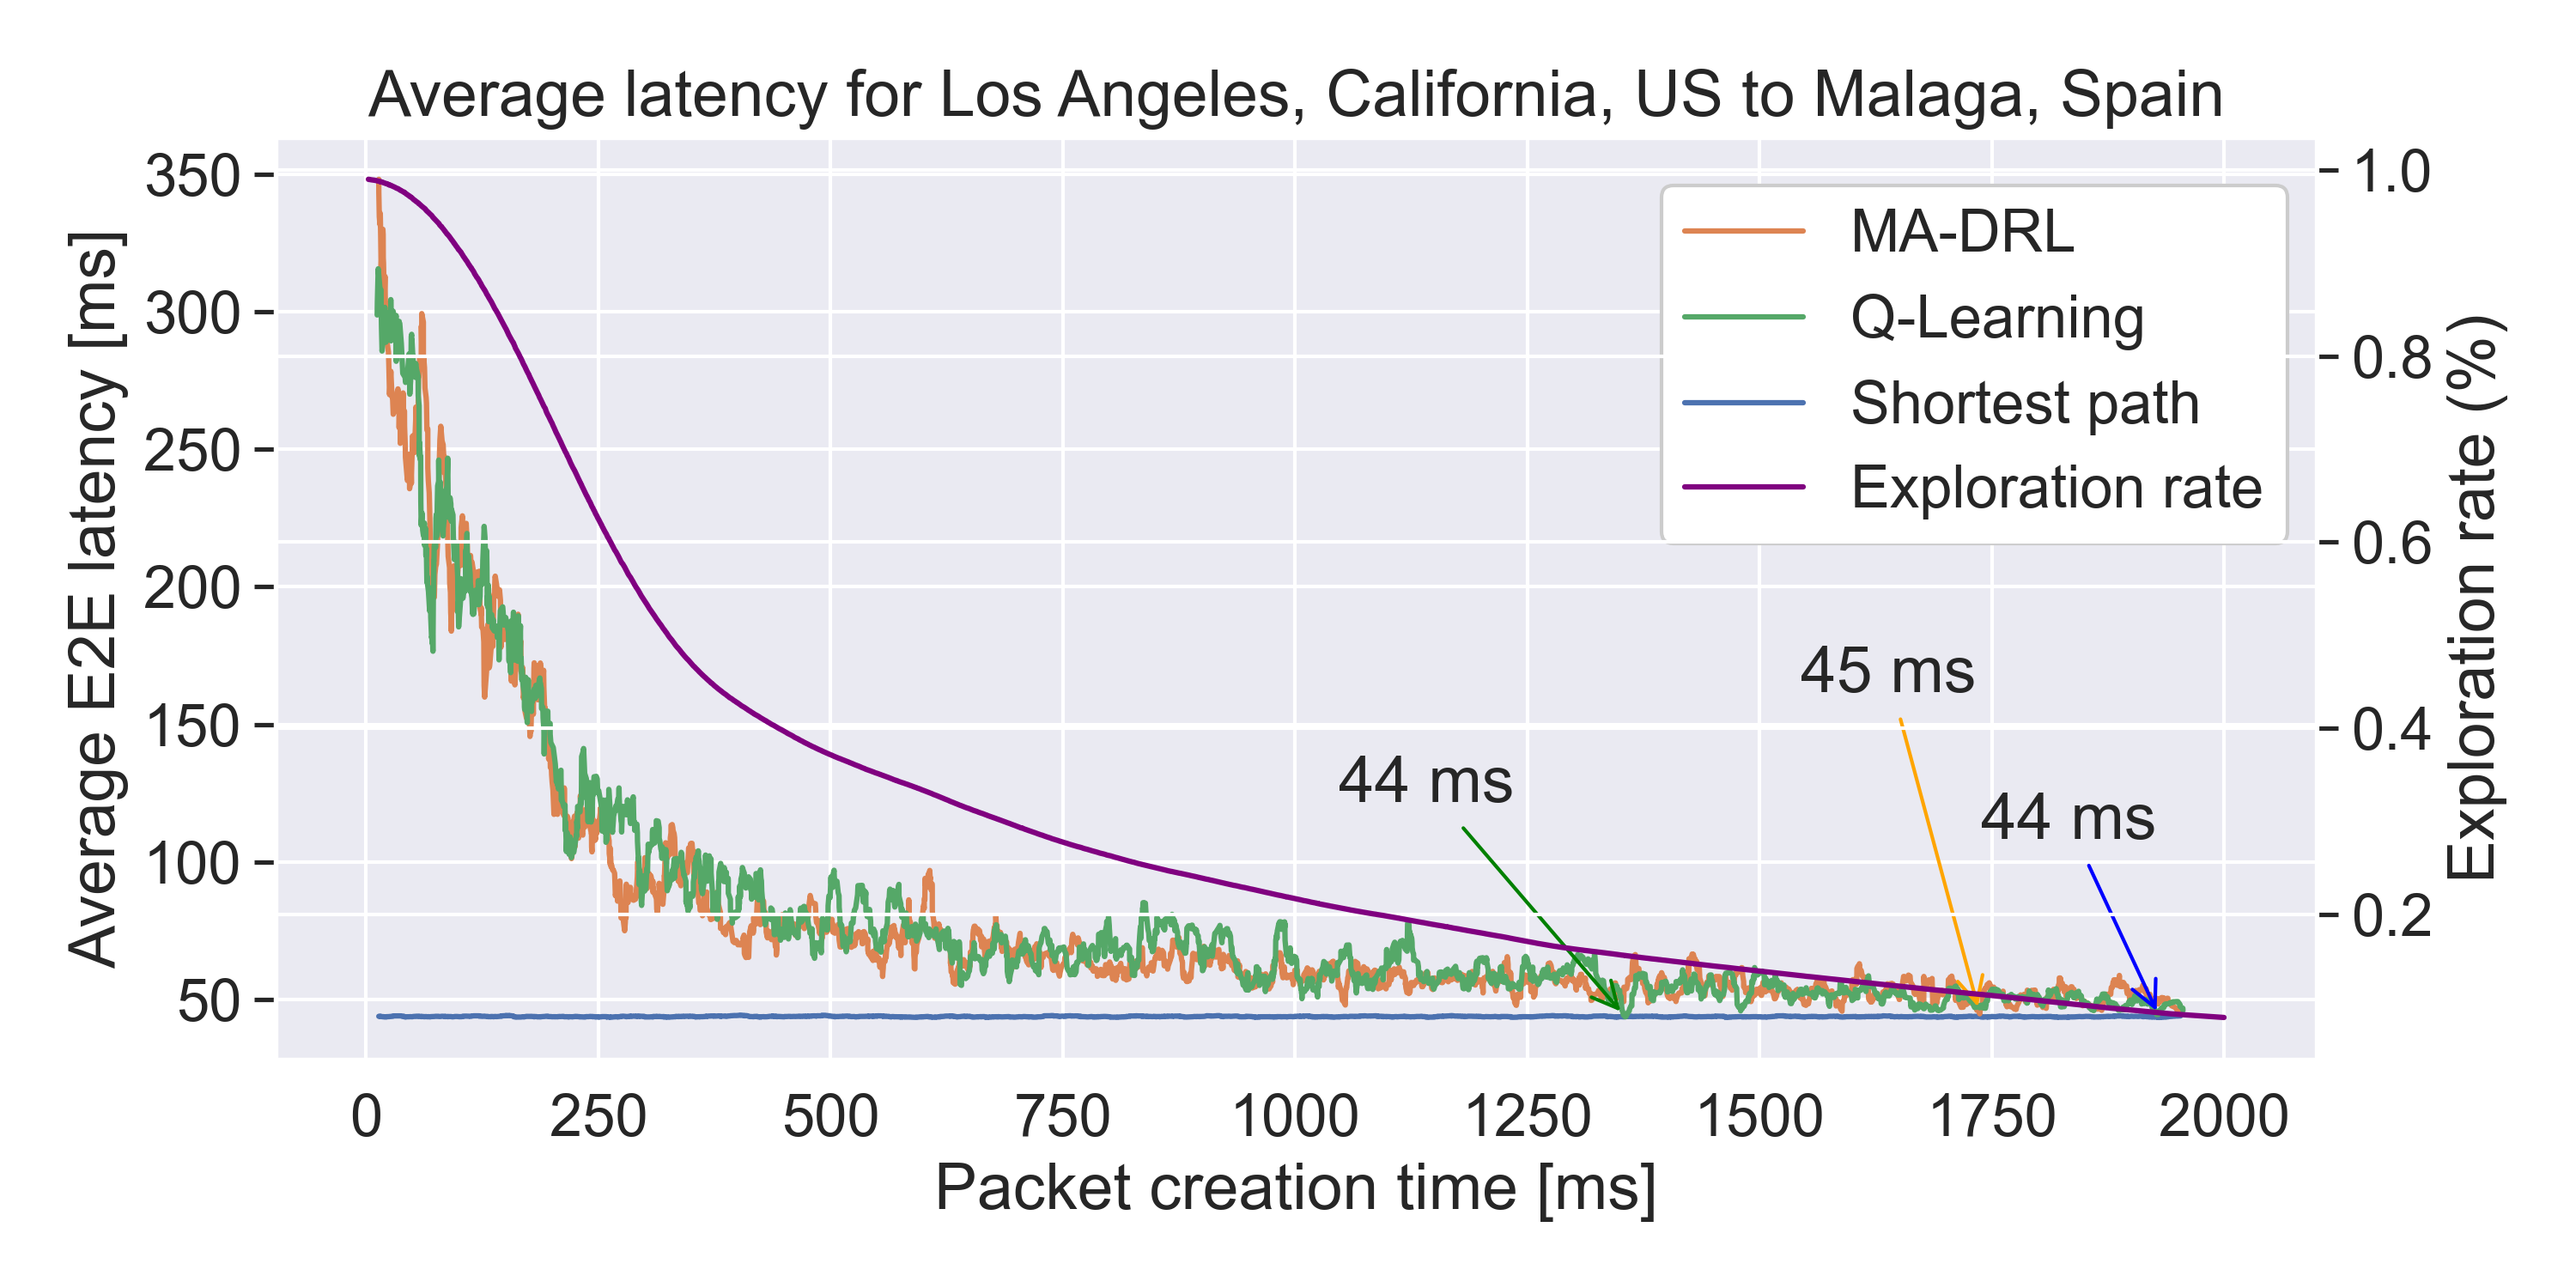 Average latency for Los Angeles, California, US to Malaga, Spain
Average E2E latency [ms]
350
300
250
200
150
100
50
0
250
500
750
1000
1250
1500
1750
2000
Packet creation time [ms]
1.0
0.8
0.6
0.4
0.2
Exploration rate (%)
MA-DRL
Q-Learning
Shortest path
Exploration rate
45 ms
44 ms
44 ms